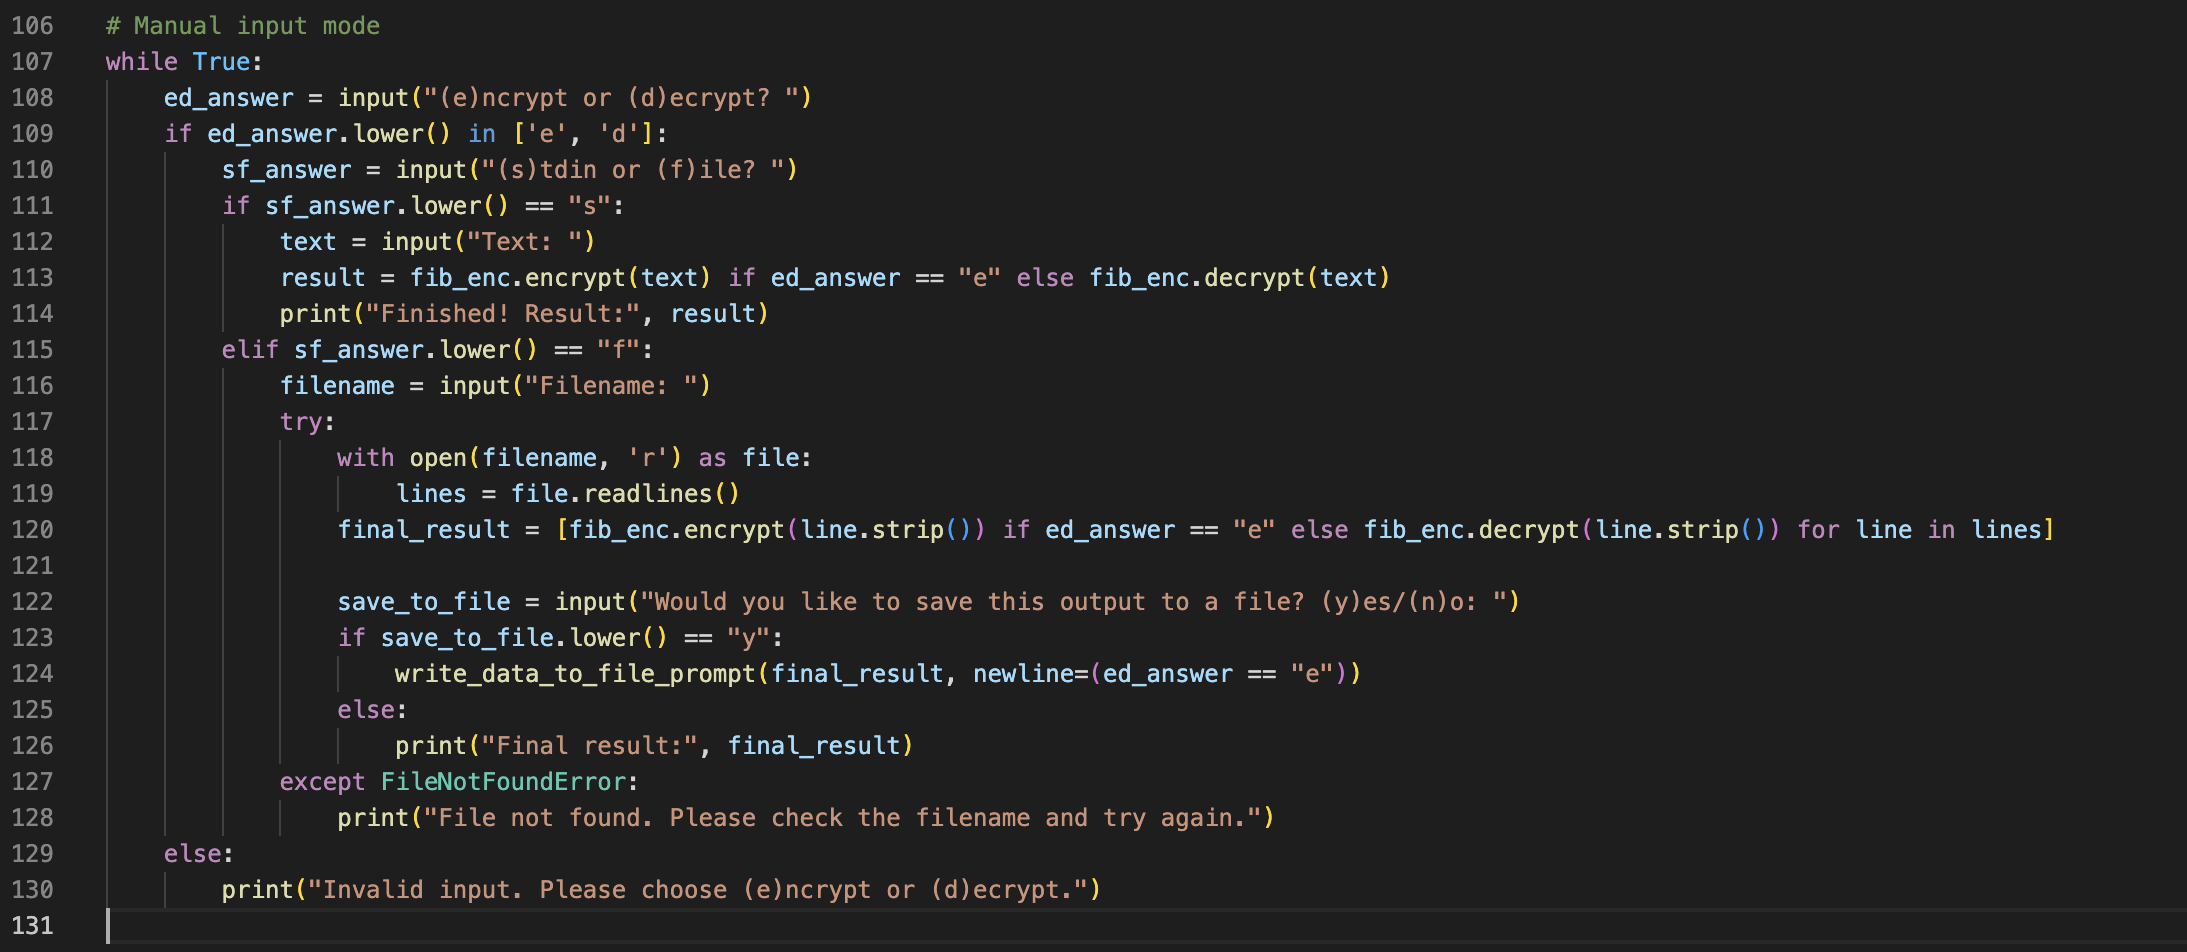 106 # Manual input mode
107 while True:
108     ed_answer = input("(e)ncrypt or (d)ecrypt? ")
109     if ed_answer.lower() in ['e', 'd']:
110         sf_answer = input("(s)tdin or (f)ile? ")
111         if sf_answer.lower() == "s":
112             text = input("Text: ")
113             result = fib_enc.encrypt(text) if ed_answer == "e" else fib_enc.decrypt(text)
114             print("Finished! Result:", result)
115         elif sf_answer.lower() == "f":
116             filename = input("Filename: ")
117             try:
118                 with open(filename, 'r') as file:
119                     lines = file.readlines()
120                 final_result = [fib_enc.encrypt(line.strip()) if ed_answer == "e" else fib_enc.decrypt(line.strip()) for line in lines]
121
122                 save_to_file = input("Would you like to save this output to a file? (y)es/(n)o: ")
123                 if save_to_file.lower() == "y":
124                     write_data_to_file_prompt(final_result, newline=(ed_answer == "e"))
125                 else:
126                     print("Final result:", final_result)
127             except FileNotFoundError:
128                 print("File not found. Please check the filename and try again.")
129     else:
130         print("Invalid input. Please choose (e)ncrypt or (d)ecrypt.")
131